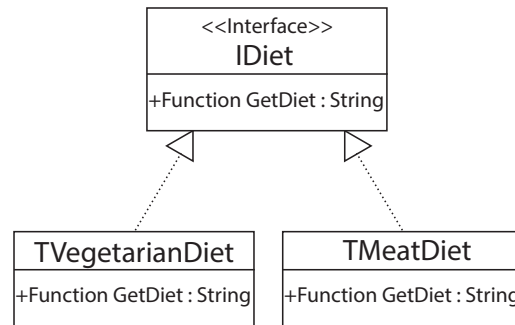 <<Interface>>
IDiet
+Function GetDiet : String
TVegetarianDiet
+Function GetDiet : String
TMeatDiet
+Function GetDiet : String